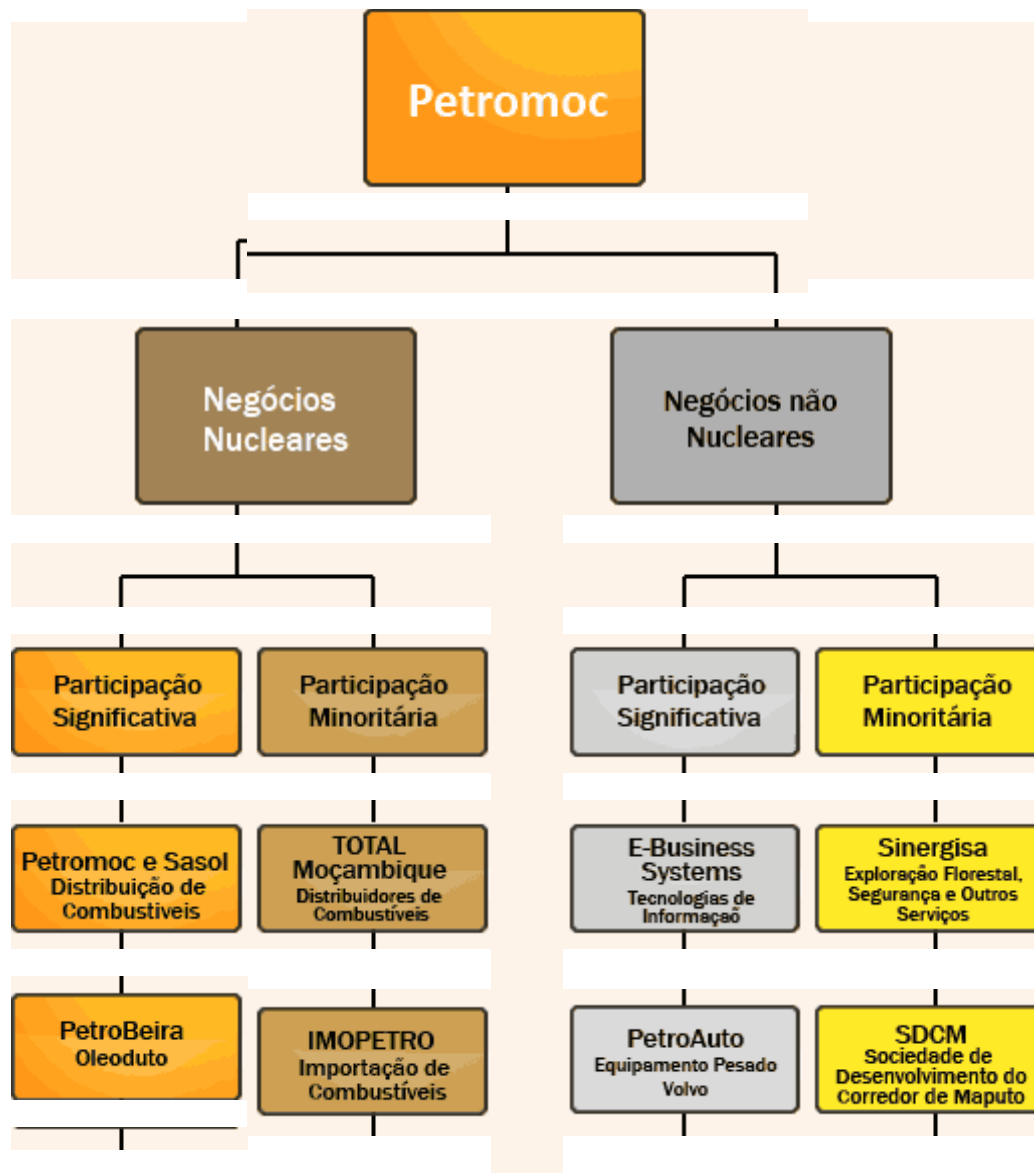 Petromoc
Negócios
Nucleares
Negócios não
Nucleares
Participação
Significativa
Participação
Minoritária
Participação
Significativa
Participação
Minoritária
Petromoc e Sasol
Distribuição de
Combustiveis
TOTAL
Moçambique
Distribuidores de
Combustíveis
E-Business
Systems
Tecnologias de
Informaçaõ
Sinergisa
Exploração Florestal,
Segurança e Outros
Serviços
PetroBeira
Oleoduto
IMOPETRO
Importação de
Combustíveis
PetroAuto
Equipamento Pesado
Volvo
SDCM
Sociedade de
Desenvolvimento do
Corredor de Maputo